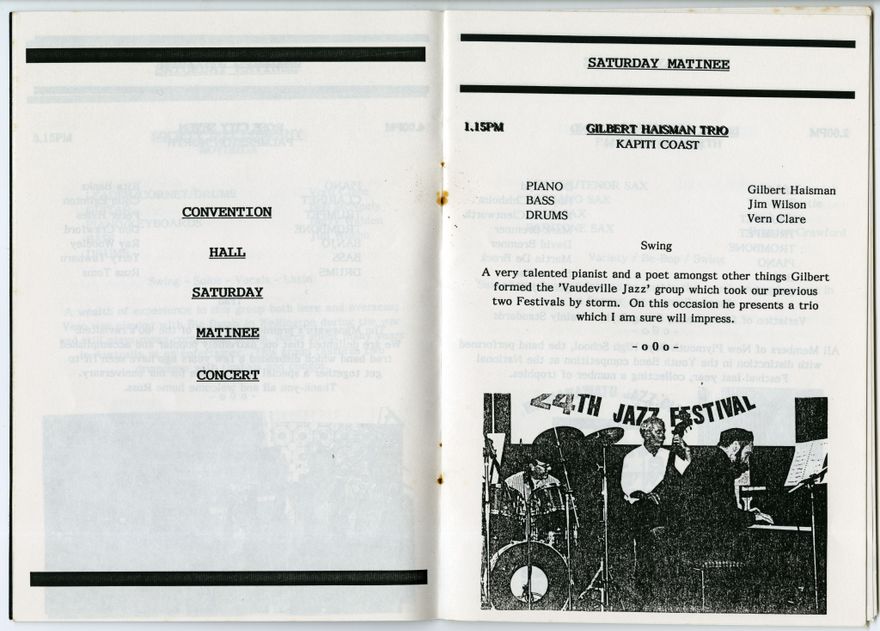 CONVENTION
HALL
SATURDAY
MATINEE
CONCERT
SATURDAY MATINEE
1.15PM
GILBERT HAISMAN TRIO
KAPITI COAST
PIANO Gilbert Haisman
BASS Jim Wilson
DRUMS Vern Clare
Swing
A very talented pianist and a poet amongst other things Gilbert
formed the 'Vaudeville Jazz' group which took our previous
two Festivals by storm. On this occasion he presents a trio
which I am sure will impress.
- o 0 o -
24TH JAZZ FESTIVAL